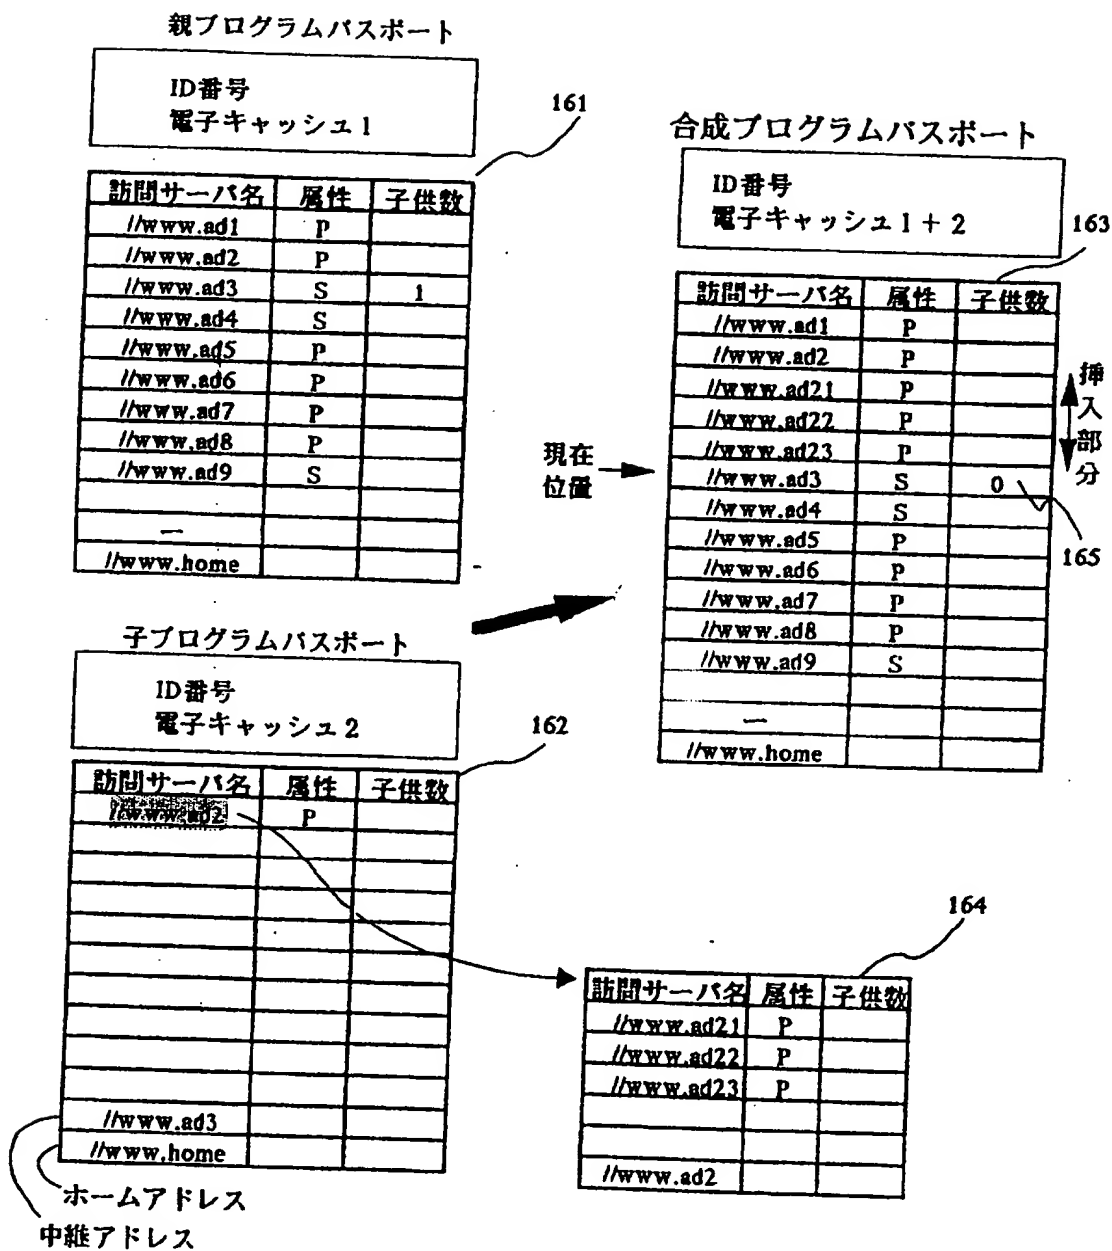 親プログラムパスポート
ID番号
電子キャッシュ1
161
訪問サーバ名 属性 子供数
//www.ad1 P
//www.ad2 P
//www.ad3 S 1
//www.ad4 S
//www.ad5 P
//www.ad6 P
//www.ad7 P
//www.ad8 P
//www.ad9 S
—
//www.home
合成プログラムパスポート
ID番号
電子キャッシュ1+2
163
訪問サーバ名 属性 子供数
//www.ad1 P
//www.ad2 P
//www.ad21 P
//www.ad22 P
//www.ad23 P
//www.ad3 S 0
//www.ad4 S
//www.ad5 P
//www.ad6 P
//www.ad7 P
//www.ad8 P
//www.ad9 S
—
//www.home
現在
位置
挿入部分
165
子プログラムパスポート
ID番号
電子キャッシュ2
162
訪問サーバ名 属性 子供数
//www.ad2 P
//www.ad3
//www.home
ホームアドレス
中継アドレス
164
訪問サーバ名 属性 子供数
//www.ad21 P
//www.ad22 P
//www.ad23 P
//www.ad2